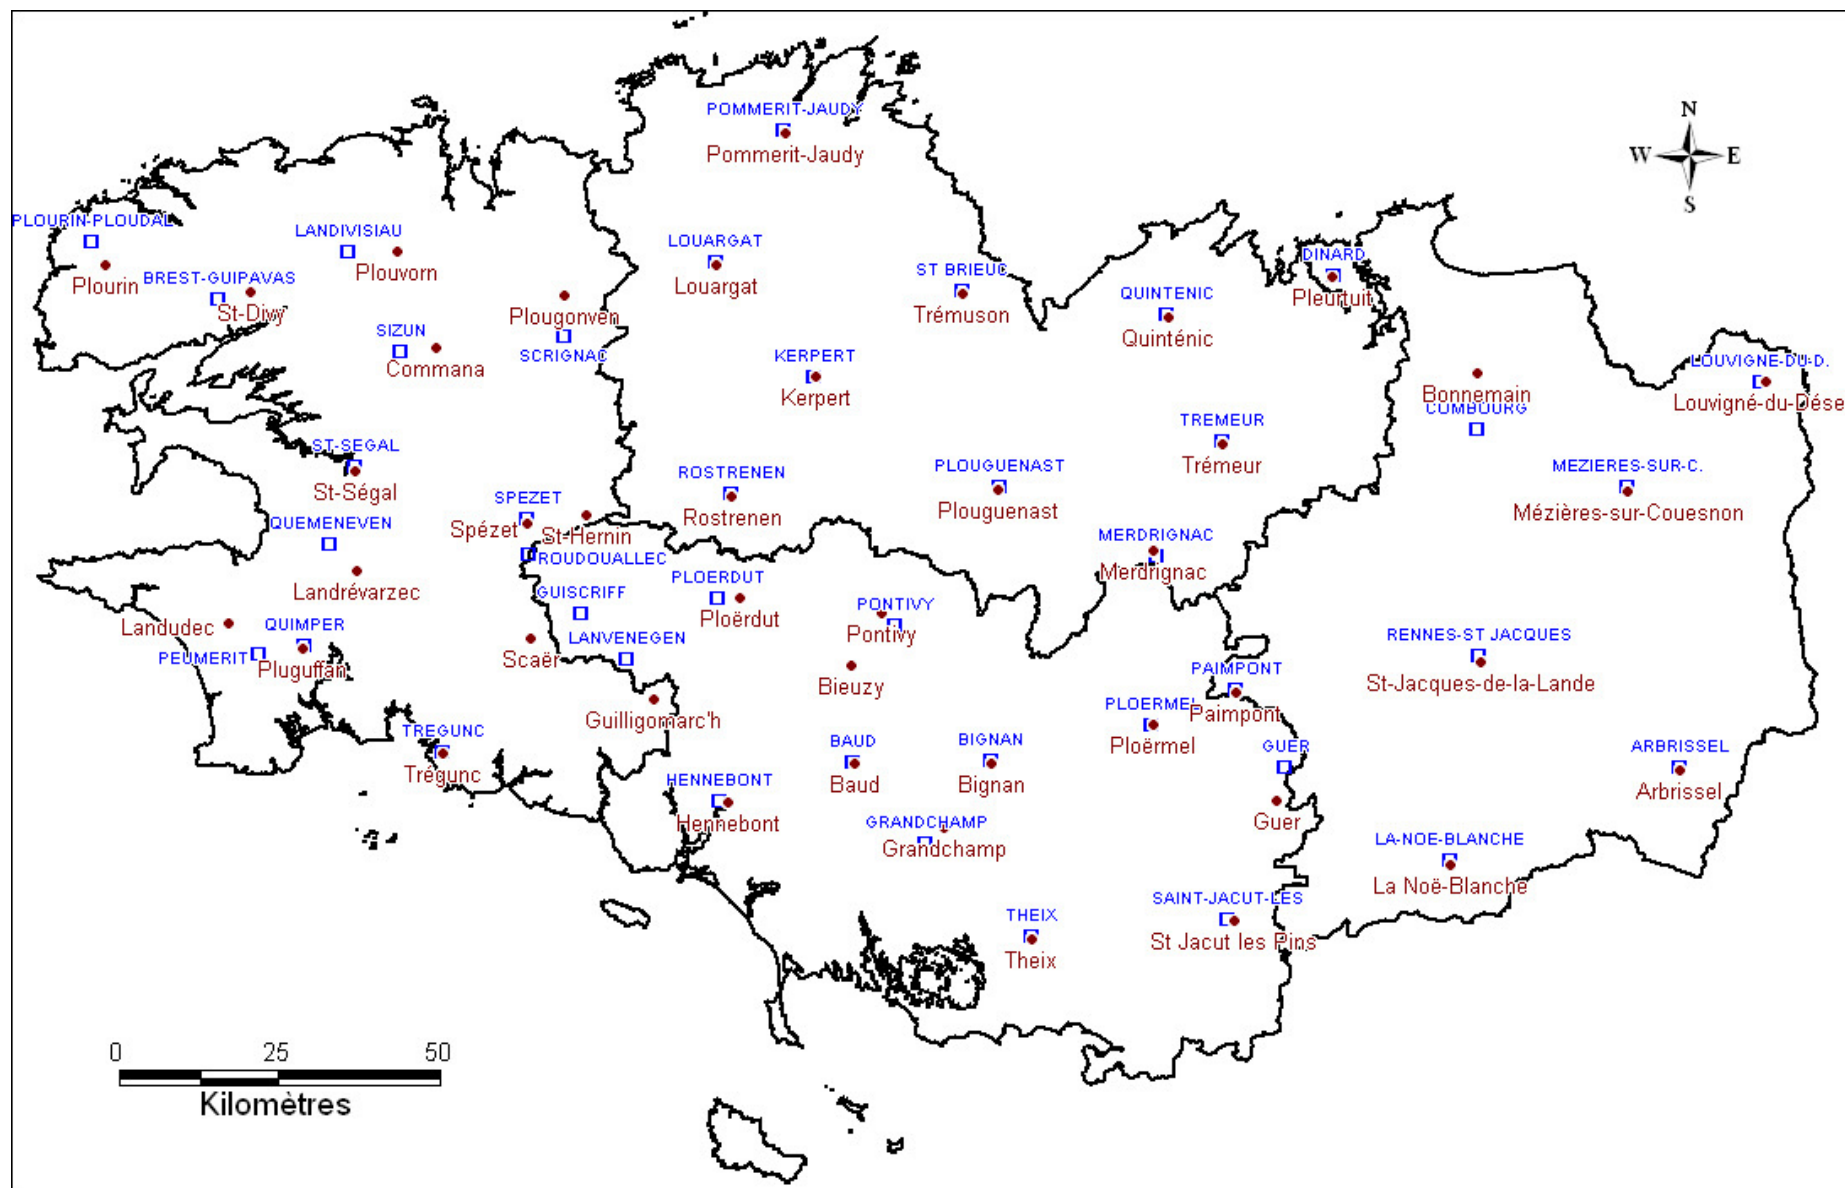 POMMERIT-JAUDY
Pommerit-Jaudy
N
W E
S
PLOURIN-PLOUDAL
Plourin
LANDIVISIAU
Plouvorn
BREST-GUIPAVAS
St-Divy
LOUARGAT
Louargat
ST BRIEUC
Trémuson
QUINTENIC
Quinténic
DINARD
Pleurtuit
Plougonven
SCRIGNAC
SIZUN
Commana
KERPERT
Kerpert
Bonnemain
COMBOURG
LOUVIGNE-DU-D.
Louvigné-du-Dése
TREMEUR
Trémeur
ST-SEGAL
St-Ségal
ROSTRENEN
Rostrenen
PLOUGUENAST
Plouguenast
MEZIERES-SUR-C.
Mézières-sur-Couesnon
SPEZET
Spézet
St-Hernin
ROUDOUALLEC
QUEMENEVEN
Landrévarzec
MERDRIGNAC
Merdrignac
PLOERDUT
Ploërdut
GUISCRIFF
PONTIVY
Pontivy
Landudec
QUIMPER
Pluguffan
PEUMERIT
LANVENEGEN
Scaër
Bieuzy
RENNES-ST JACQUES
St-Jacques-de-la-Lande
PAIMPONT
Paimpont
Guilligomarc'h
PLOERMEL
Ploërmel
TREGUNC
Trégunc
BAUD
Baud
BIGNAN
Bignan
GUER
Guer
ARBRISSEL
Arbrissel
HENNEBONT
Hennebont
GRANDCHAMP
Grandchamp
LA-NOE-BLANCHE
La Noë-Blanche
THEIX
Theix
SAINT-JACUT-LES
St Jacut les Pins
0 25 50
Kilomètres